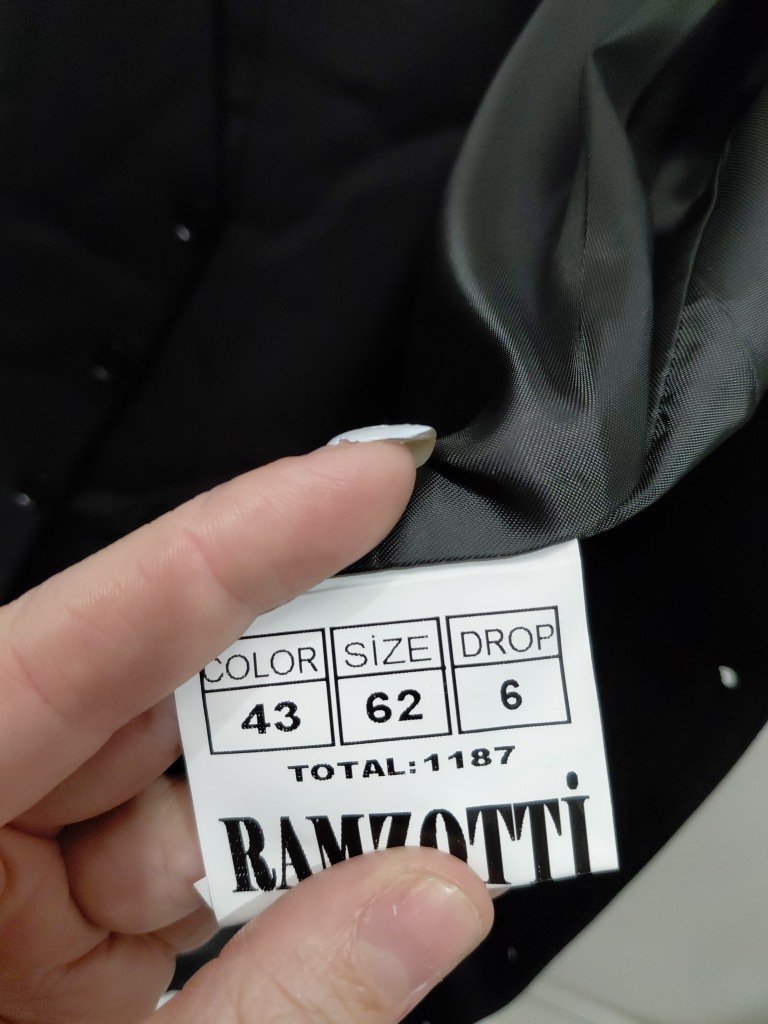 COLOR SİZE DROP
43 62 6
TOTAL:1187
RAMZOTTİ